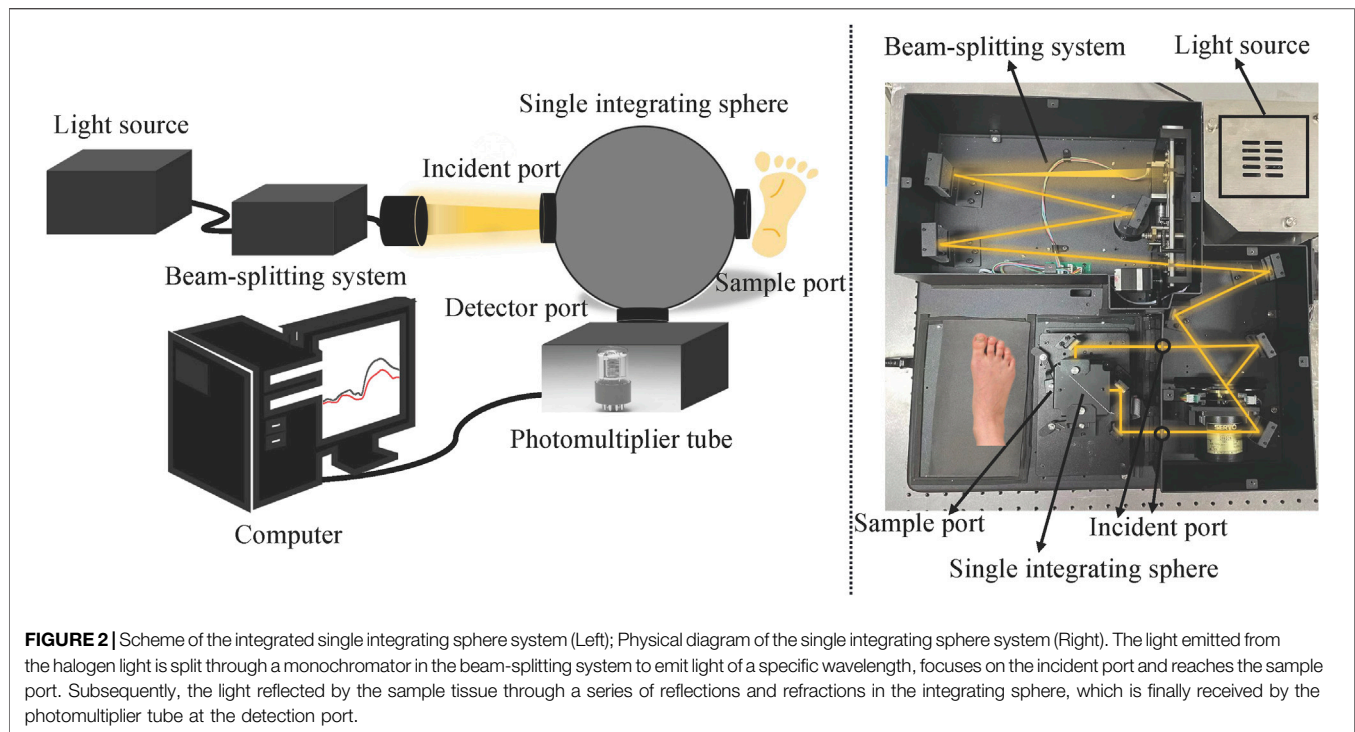 Light source
Beam-splitting system
Incident port
Single integrating sphere
Sample port
Detector port
Photomultiplier tube
Computer
Beam-splitting system
Light source
SERVO
Sample port
Incident port
Single integrating sphere
FIGURE 2 | Scheme of the integrated single integrating sphere system (Left); Physical diagram of the single integrating sphere system (Right). The light emitted from
the halogen light is split through a monochromator in the beam-splitting system to emit light of a specific wavelength, focuses on the incident port and reaches the sample
port. Subsequently, the light reflected by the sample tissue through a series of reflections and refractions in the integrating sphere, which is finally received by the
photomultiplier tube at the detection port.